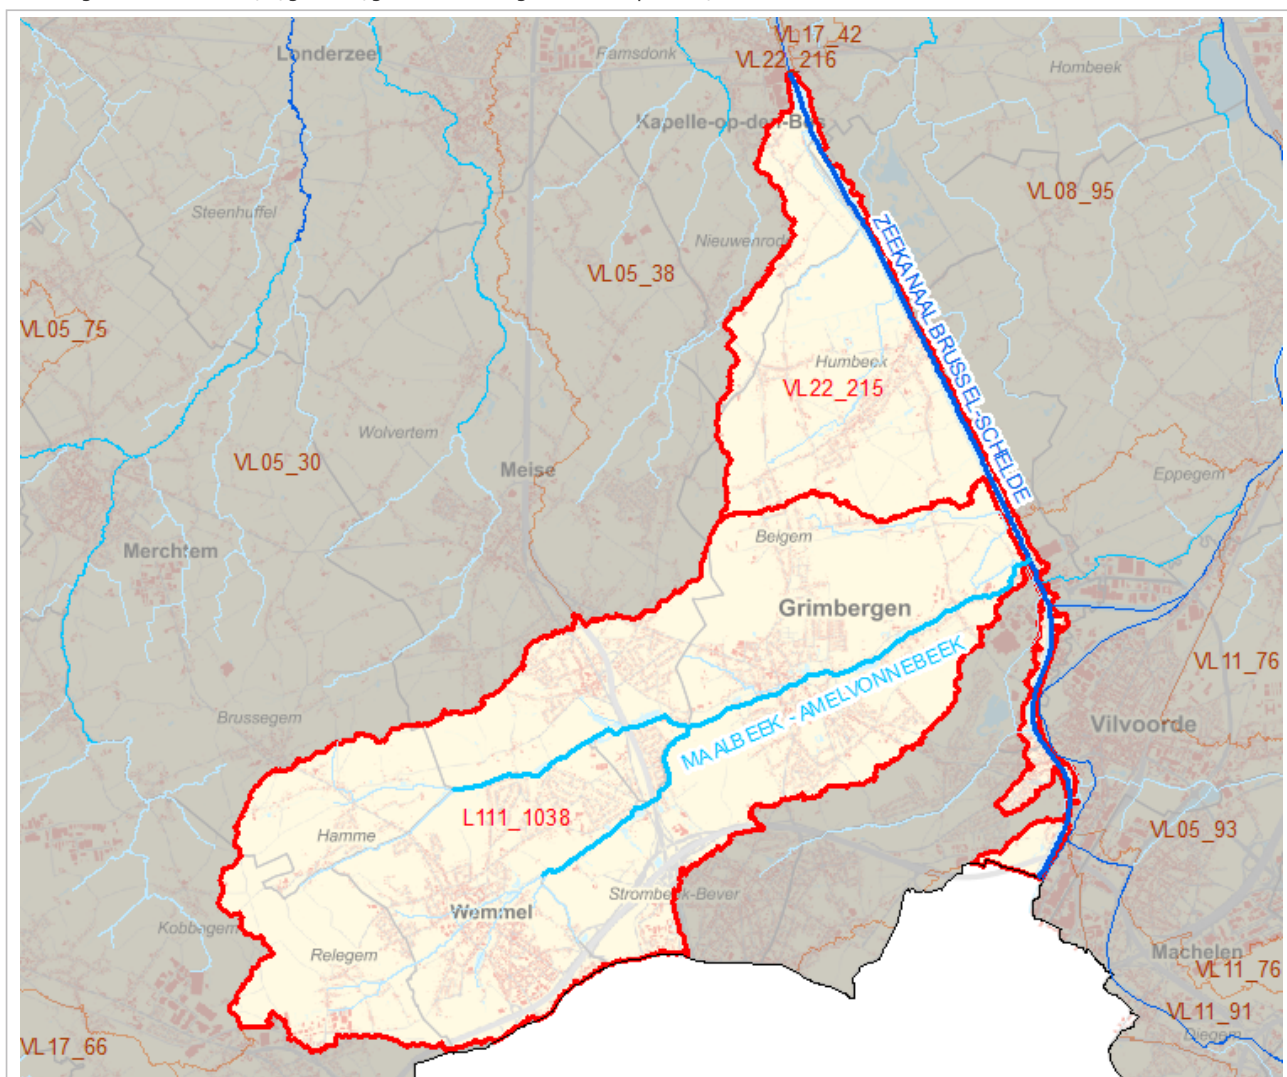 VL17_42
Londerzeel
Famsdonk
VL22_216
Hombeek
Kapelle-op-den-Bos
VL08_95
Steenhuffel
Nieuwenrode
ZEEKANAAL BRUSSEL-SCHELDE
VL05_38
VL05_75
Humbeek
VL22_215
Wolvertem
VL05_30
Meise
Eppegem
Beigem
Merchtem
Grimbergen
MAALBEEK - AMELVONNEBEEK
VL11_76
Brussegem
Vilvoorde
L111_1038
Hamme
VL05_93
Strombeek-Bever
Wemmel
Kobbegem
Relegem
Machelen
VL11_76
VL11_91
Diegem
VL17_66